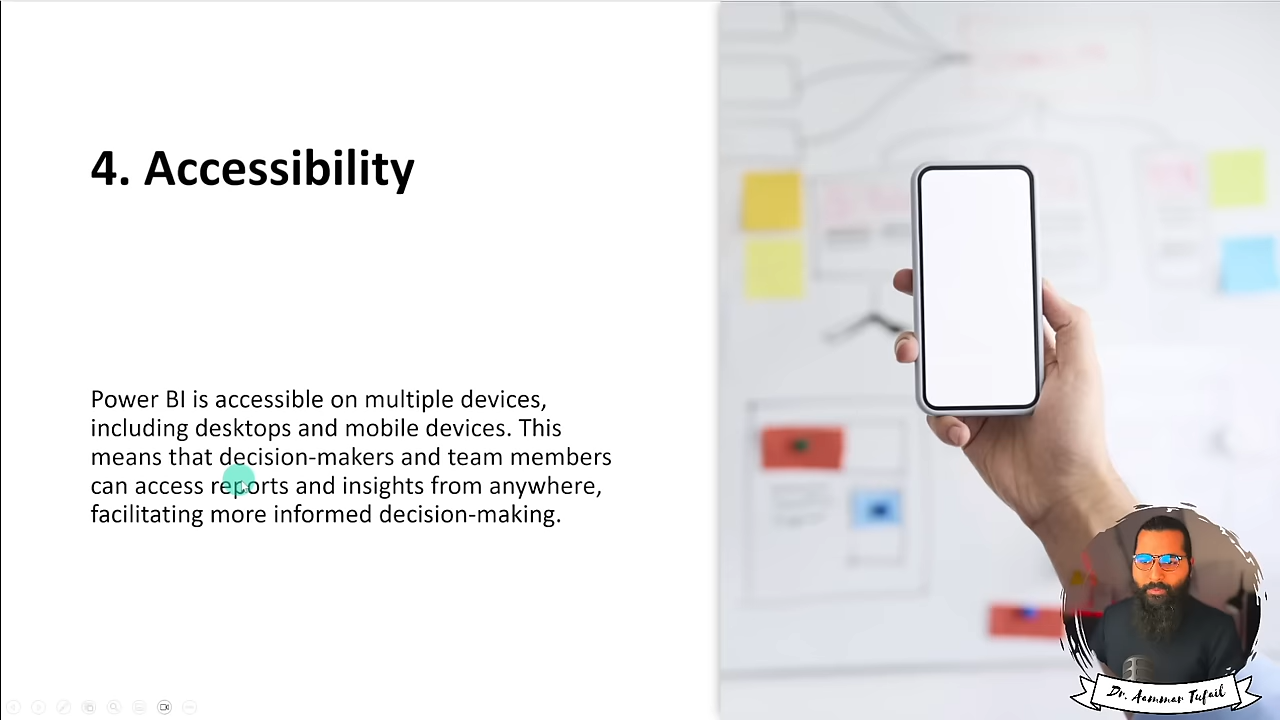 4. Accessibility
Power BI is accessible on multiple devices,
including desktops and mobile devices. This
means that decision-makers and team members
can access reports and insights from anywhere,
facilitating more informed decision-making.
Dr. Aammar Tufail